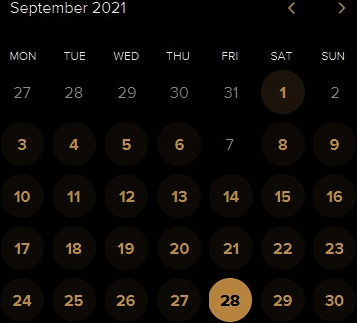 September 2021
MON TUE WED THU FRI SAT SUN
27 28 29 30 31 1 2
3 4 5 6 7 8 9
10 11 12 13 14 15 16
17 18 19 20 21 22 23
24 25 26 27 28 29 30